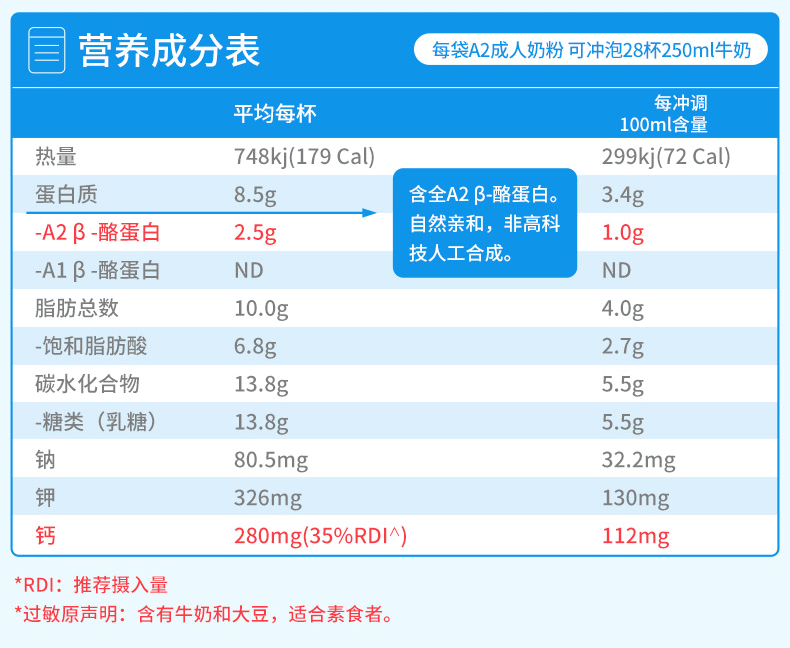 营养成分表
每袋A2成人奶粉 可冲泡28杯250ml牛奶
平均每杯 每冲调
100ml含量
热量 748kj(179 Cal) 299kj(72 Cal)
蛋白质 8.5g 3.4g
含全A2 β-酪蛋白。
自然亲和，非高科
技人工合成。
-A2 β -酪蛋白 2.5g 1.0g
-A1 β -酪蛋白 ND ND
脂肪总数 10.0g 4.0g
-饱和脂肪酸 6.8g 2.7g
碳水化合物 13.8g 5.5g
-糖类（乳糖） 13.8g 5.5g
钠 80.5mg 32.2mg
钾 326mg 130mg
钙 280mg(35%RDI^) 112mg
*RDI：推荐摄入量
*过敏原声明：含有牛奶和大豆，适合素食者。